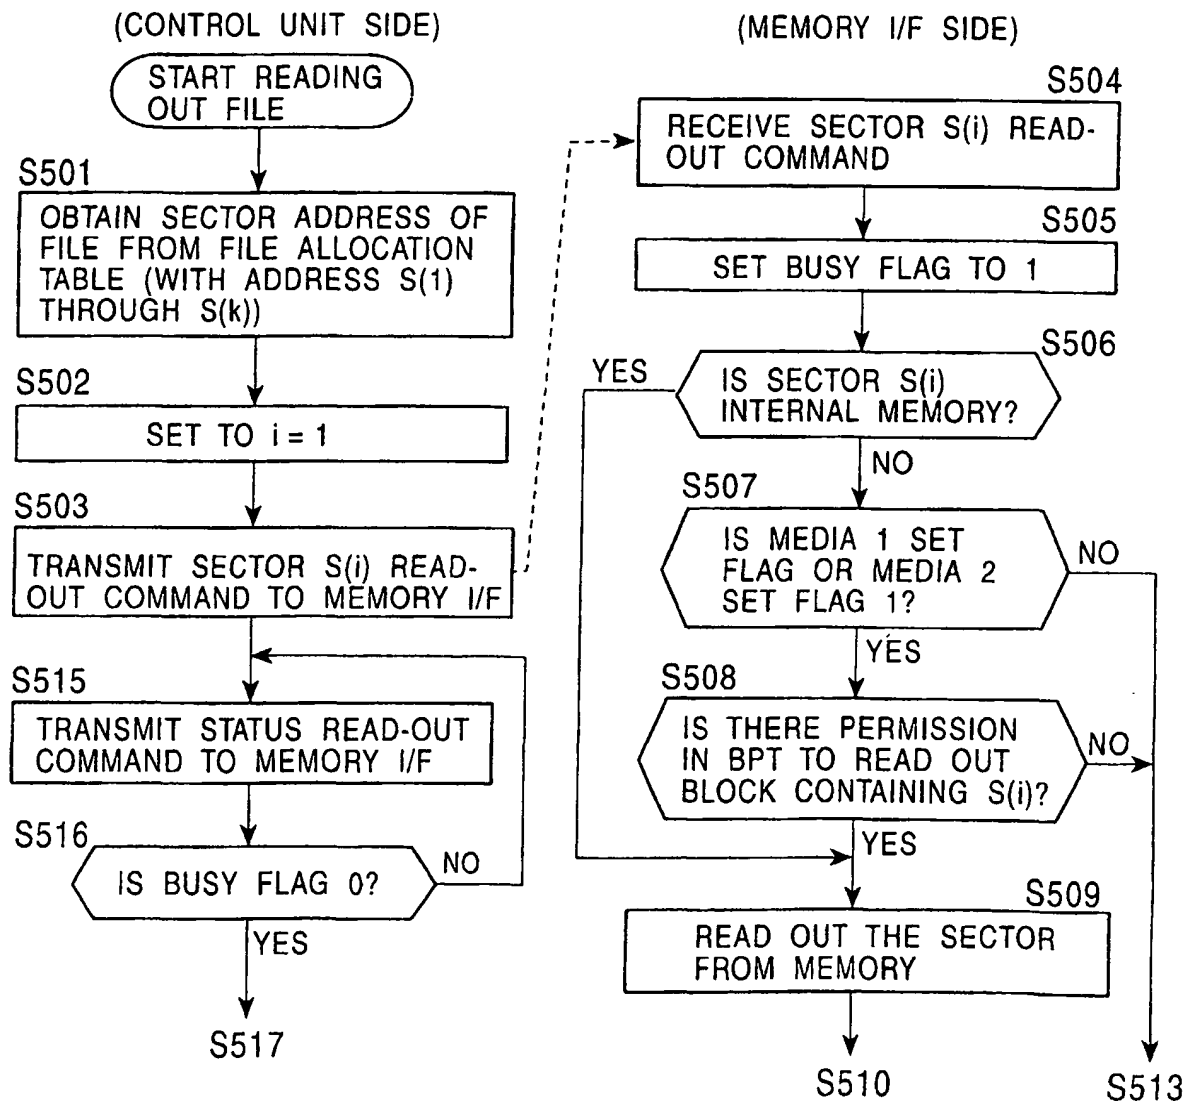 (CONTROL UNIT SIDE)
START READING
OUT FILE
S501
OBTAIN SECTOR ADDRESS OF
FILE FROM FILE ALLOCATION
TABLE (WITH ADDRESS S(1)
THROUGH S(k))
S502
SET TO i = 1
S503
TRANSMIT SECTOR S(i) READ-
OUT COMMAND TO MEMORY I/F
S515
TRANSMIT STATUS READ-OUT
COMMAND TO MEMORY I/F
S516
IS BUSY FLAG 0?
NO
YES
S517
(MEMORY I/F SIDE)
S504
RECEIVE SECTOR S(i) READ-
OUT COMMAND
S505
SET BUSY FLAG TO 1
S506
YES
IS SECTOR S(i)
INTERNAL MEMORY?
NO
S507
IS MEDIA 1 SET
FLAG OR MEDIA 2
SET FLAG 1?
NO
YES
S508
IS THERE PERMISSION
IN BPT TO READ OUT
BLOCK CONTAINING S(i)?
NO
YES
S509
READ OUT THE SECTOR
FROM MEMORY
S510
S513